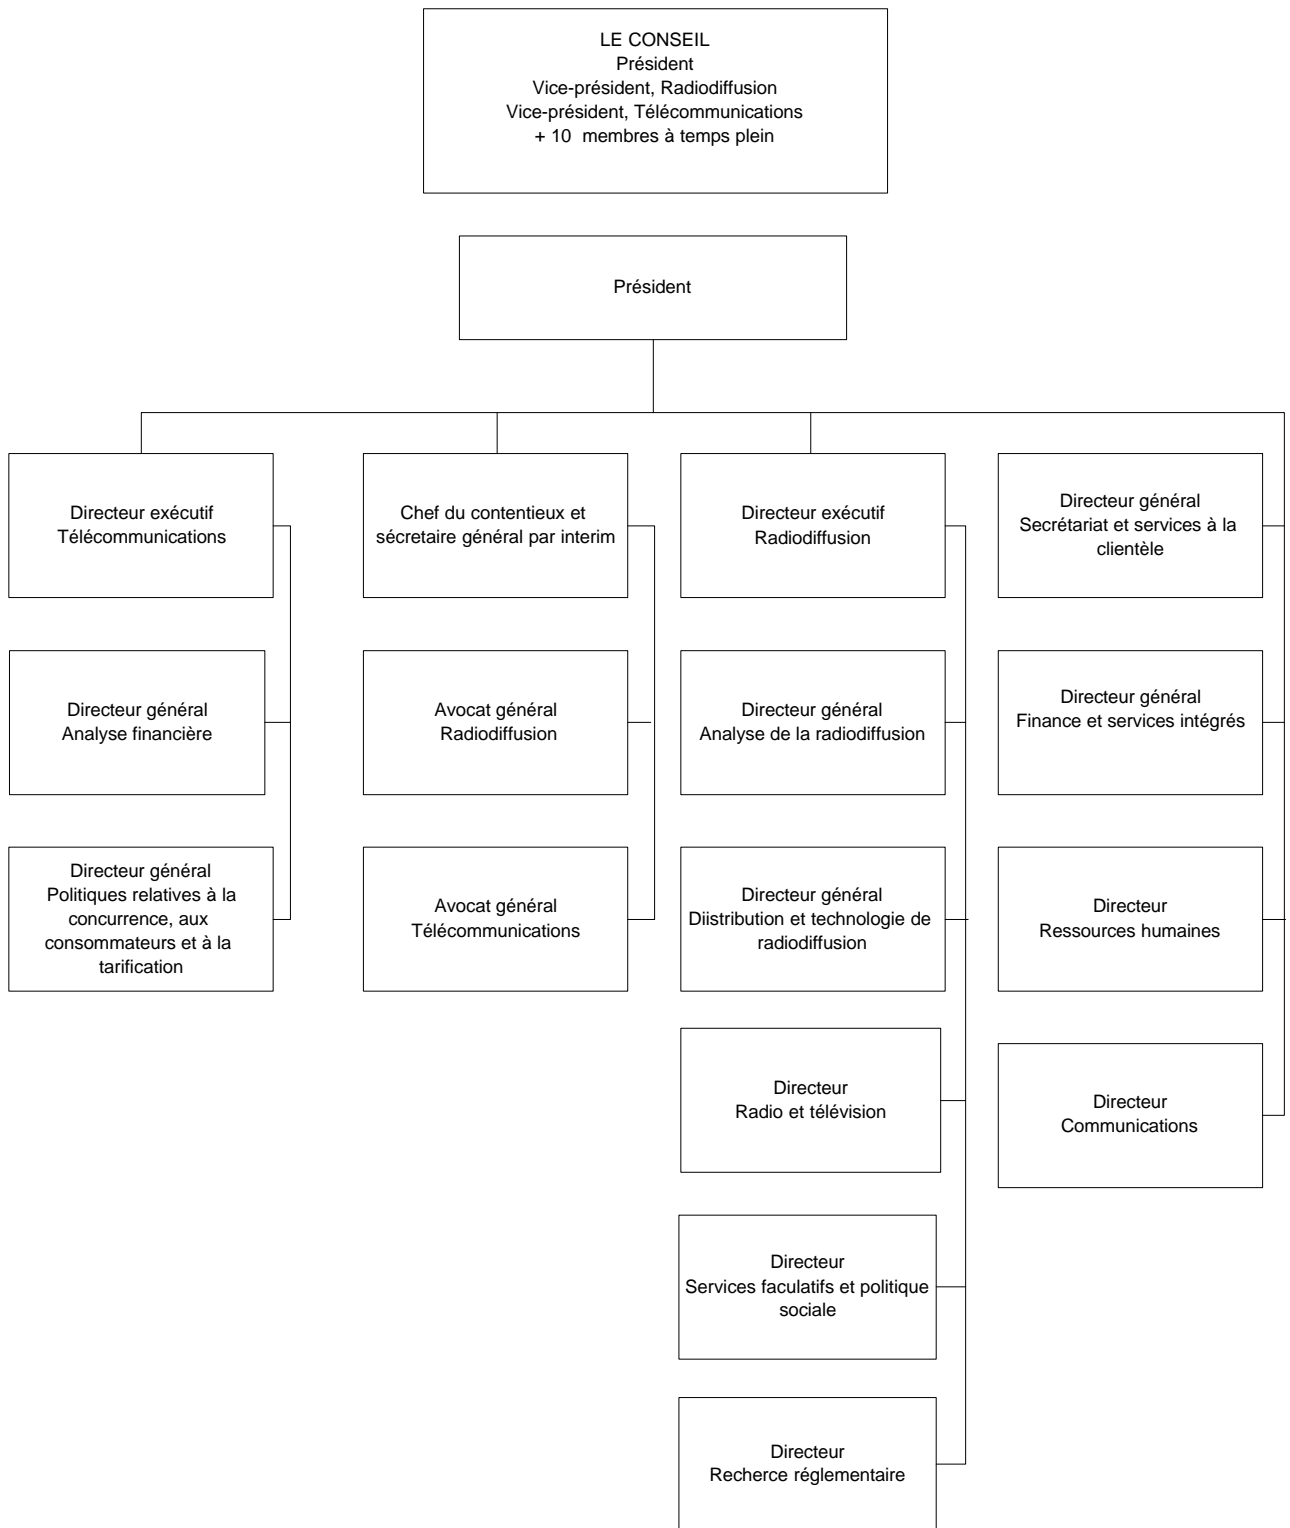 LE CONSEIL
Président
Vice-président, Radiodiffusion
Vice-président, Télécommunications
+ 10 membres à temps plein
Président
Directeur exécutif
Télécommunications
Directeur général
Analyse financière
Directeur général
Politiques relatives à la
concurrence, aux
consommateurs et à la
tarification
Chef du contentieux et
sécretaire général par interim
Avocat général
Radiodiffusion
Avocat général
Télécommunications
Directeur exécutif
Radiodiffusion
Directeur général
Analyse de la radiodiffusion
Directeur général
Diistribution et technologie de
radiodiffusion
Directeur
Radio et télévision
Directeur
Services faculatifs et politique
sociale
Directeur
Recherce réglementaire
Directeur général
Secrétariat et services à la
clientèle
Directeur général
Finance et services intégrés
Directeur
Ressources humaines
Directeur
Communications